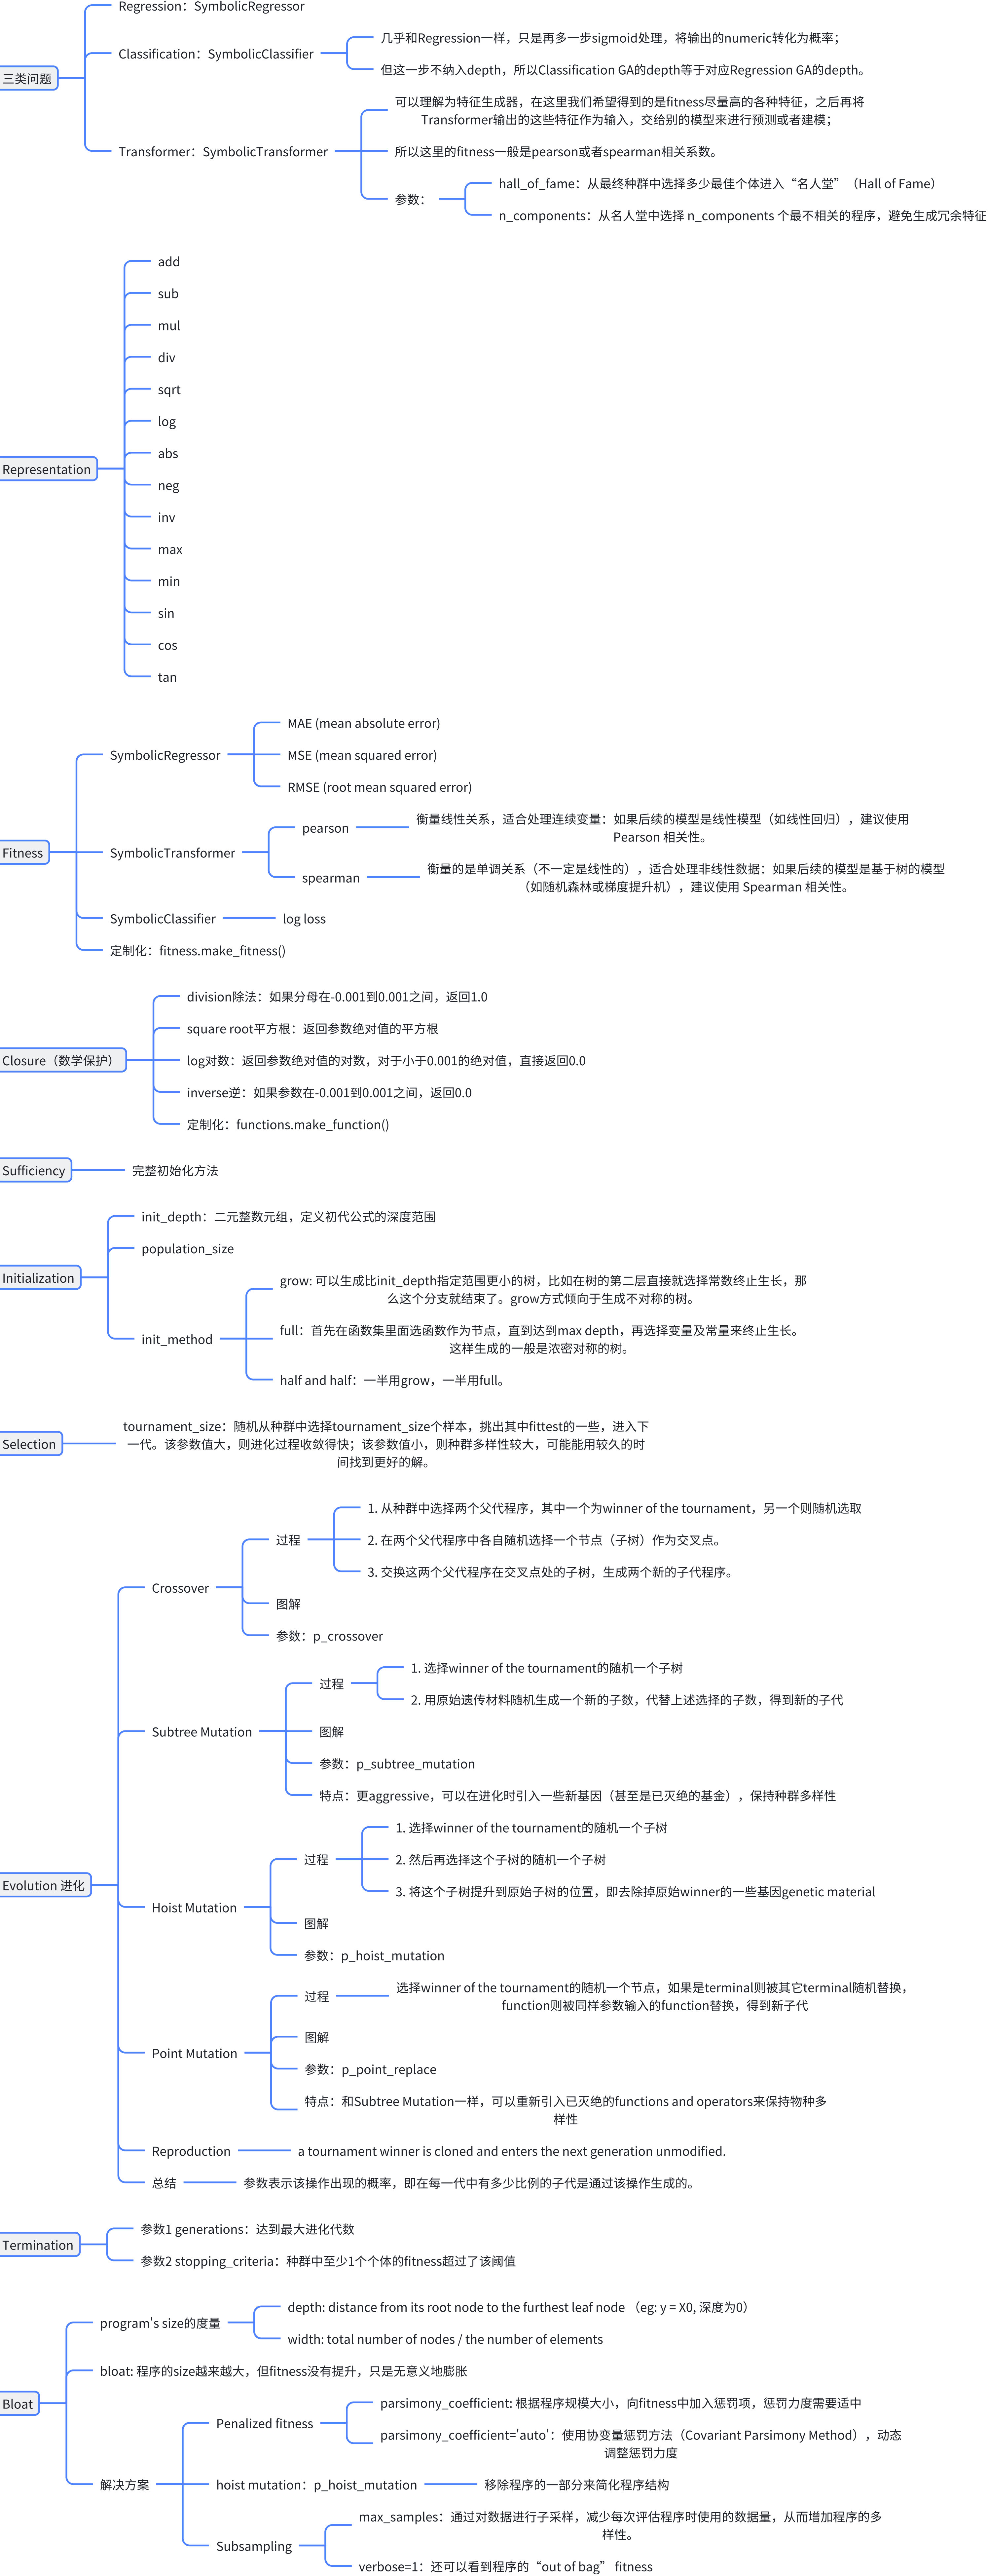 三类问题
Regression：SymbolicRegressor
Classification：SymbolicClassifier
几乎和Regression一样，只是再多一步sigmoid处理，将输出的numeric转化为概率；
但这一步不纳入depth，所以Classification GA的depth等于对应Regression GA的depth。
Transformer：SymbolicTransformer
可以理解为特征生成器，在这里我们希望得到的是fitness尽量高的各种特征，之后再将
Transformer输出的这些特征作为输入，交给别的模型来进行预测或者建模；
所以这里的fitness一般是pearson或者spearman相关系数。
参数：
hall_of_fame：从最终种群中选择多少最佳个体进入“名人堂”（Hall of Fame）
n_components：从名人堂中选择 n_components 个最不相关的程序，避免生成冗余特征
Representation
add
sub
mul
div
sqrt
log
abs
neg
inv
max
min
sin
cos
tan
Fitness
SymbolicRegressor
MAE (mean absolute error)
MSE (mean squared error)
RMSE (root mean squared error)
SymbolicTransformer
pearson
衡量线性关系，适合处理连续变量：如果后续的模型是线性模型（如线性回归），建议使用
Pearson 相关性。
spearman
衡量的是单调关系（不一定是线性的），适合处理非线性数据：如果后续的模型是基于树的模型
（如随机森林或梯度提升机），建议使用 Spearman 相关性。
SymbolicClassifier
log loss
定制化：fitness.make_fitness()
Closure（数学保护）
division除法：如果分母在-0.001到0.001之间，返回1.0
square root平方根：返回参数绝对值的平方根
log对数：返回参数绝对值的对数，对于小于0.001的绝对值，直接返回0.0
inverse逆：如果参数在-0.001到0.001之间，返回0.0
定制化：functions.make_function()
Sufficiency
完整初始化方法
Initialization
init_depth：二元整数元组，定义初代公式的深度范围
population_size
init_method
grow: 可以生成比init_depth指定范围更小的树，比如在树的第二层直接就选择常数终止生长，那
么这个分支就结束了。grow方式倾向于生成不对称的树。
full：首先在函数集里面选函数作为节点，直到达到max depth，再选择变量及常量来终止生长。
这样生成的一般是浓密对称的树。
half and half：一半用grow，一半用full。
Selection
tournament_size：随机从种群中选择tournament_size个样本，挑出其中fittest的一些，进入下
一代。该参数值大，则进化过程收敛得快；该参数值小，则种群多样性较大，可能能用较久的时
间找到更好的解。
Evolution 进化
Crossover
过程
1. 从种群中选择两个父代程序，其中一个为winner of the tournament，另一个则随机选取
2. 在两个父代程序中各自随机选择一个节点（子树）作为交叉点。
3. 交换这两个父代程序在交叉点处的子树，生成两个新的子代程序。
图解
参数：p_crossover
Subtree Mutation
过程
1. 选择winner of the tournament的随机一个子树
2. 用原始遗传材料随机生成一个新的子数，代替上述选择的子数，得到新的子代
图解
参数：p_subtree_mutation
特点：更aggressive，可以在进化时引入一些新基因（甚至是已灭绝的基金），保持种群多样性
Hoist Mutation
过程
1. 选择winner of the tournament的随机一个子树
2. 然后再选择这个子树的随机一个子树
3. 将这个子树提升到原始子树的位置，即去除掉原始winner的一些基因genetic material
图解
参数：p_hoist_mutation
Point Mutation
过程
选择winner of the tournament的随机一个节点，如果是terminal则被其它terminal随机替换，
function则被同样参数输入的function替换，得到新子代
图解
参数：p_point_replace
特点：和Subtree Mutation一样，可以重新引入已灭绝的functions and operators来保持物种多
样性
Reproduction
a tournament winner is cloned and enters the next generation unmodified.
总结
参数表示该操作出现的概率，即在每一代中有多少比例的子代是通过该操作生成的。
Termination
参数1 generations：达到最大进化代数
参数2 stopping_criteria：种群中至少1个个体的fitness超过了该阈值
Bloat
program's size的度量
depth: distance from its root node to the furthest leaf node （eg: y = X0, 深度为0）
width: total number of nodes / the number of elements
bloat: 程序的size越来越大，但fitness没有提升，只是无意义地膨胀
解决方案
Penalized fitness
parsimony_coefficient: 根据程序规模大小，向fitness中加入惩罚项，惩罚力度需要适中
parsimony_coefficient='auto'：使用协变量惩罚方法（Covariant Parsimony Method），动态
调整惩罚力度
hoist mutation：p_hoist_mutation
移除程序的一部分来简化程序结构
Subsampling
max_samples：通过对数据进行子采样，减少每次评估程序时使用的数据量，从而增加程序的多
样性。
verbose=1：还可以看到程序的“out of bag” fitness